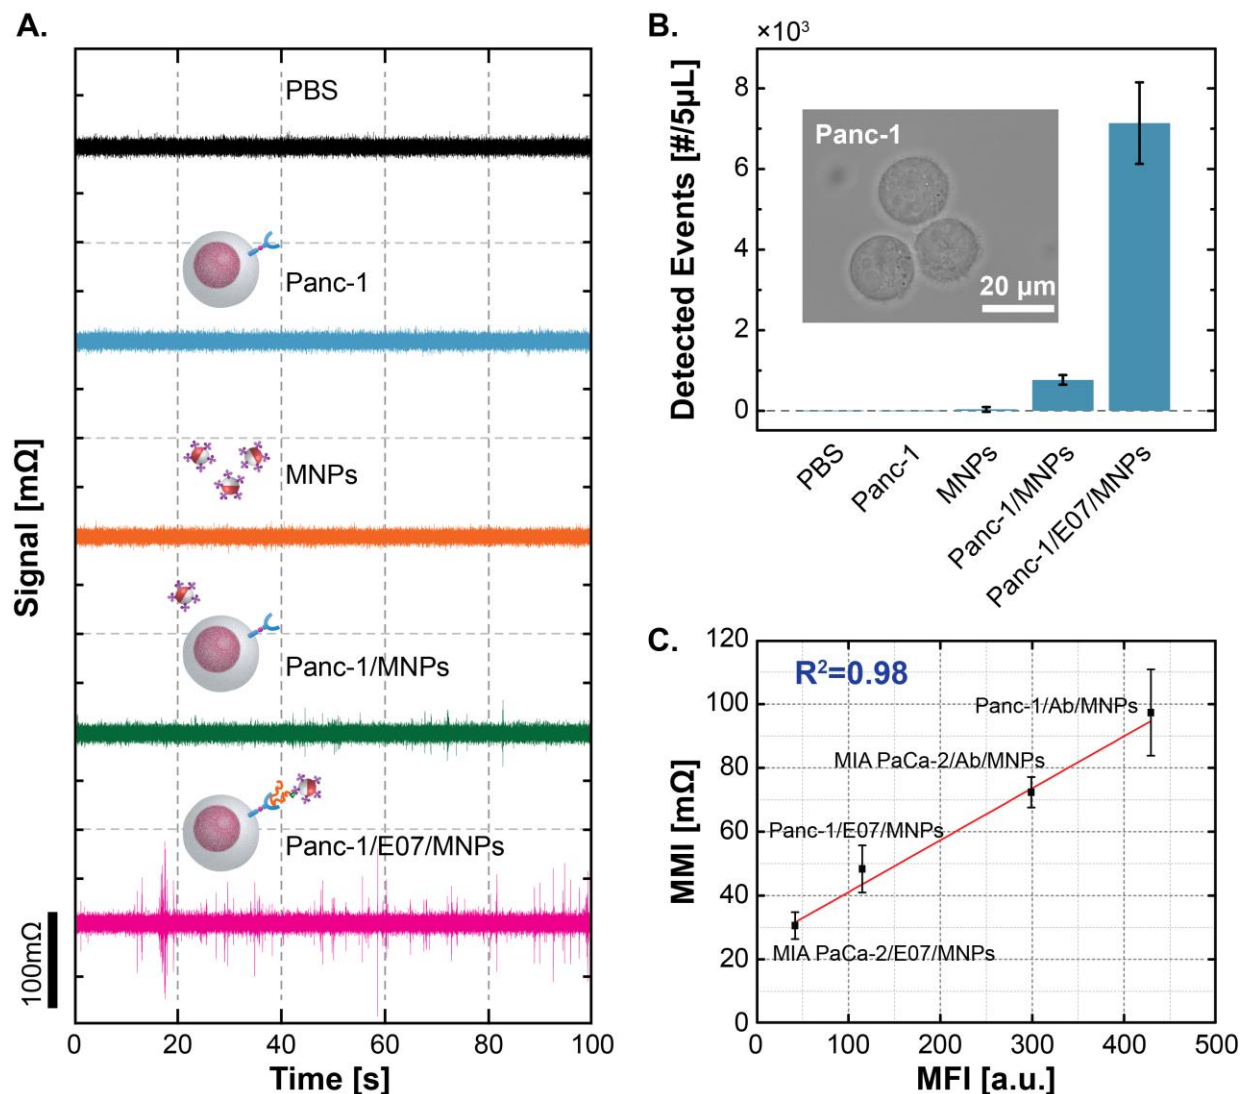 A.
PBS
Panc-1
MNPs
Panc-1/MNPs
Panc-1/E07/MNPs
Signal [mΩ]
100mΩ
0 20 40 60 80 100
Time [s]
B.
×10³
Detected Events [#/5µL]
8
6
4
2
0
Panc-1
20 µm
PBS
Panc-1
MNPs
Panc-1/MNPs
Panc-1/E07/MNPs
C.
R²=0.98
MMI [mΩ]
120
100
80
60
40
20
0
Panc-1/Ab/MNPs
MIA PaCa-2/Ab/MNPs
Panc-1/E07/MNPs
MIA PaCa-2/E07/MNPs
0 100 200 300 400 500
MFI [a.u.]